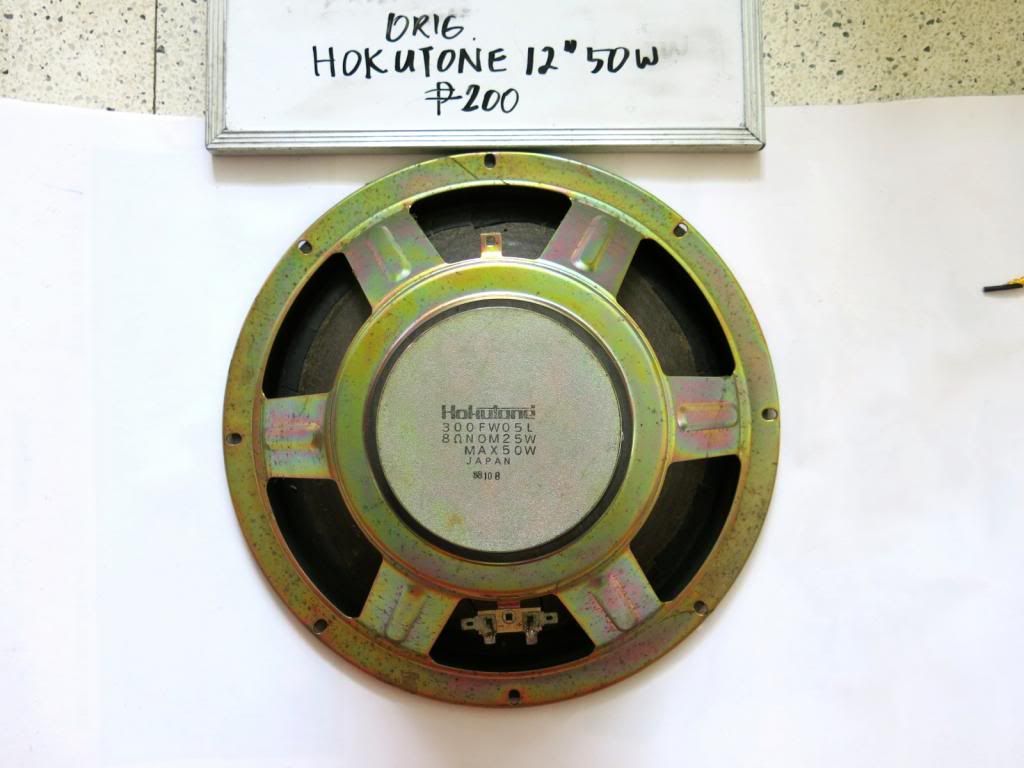 ORIG.
HOKUTONE 12" 50W
₱200
Hokutone
300FW05L
8ΩNOM25W
MAX50W
JAPAN
8810 8